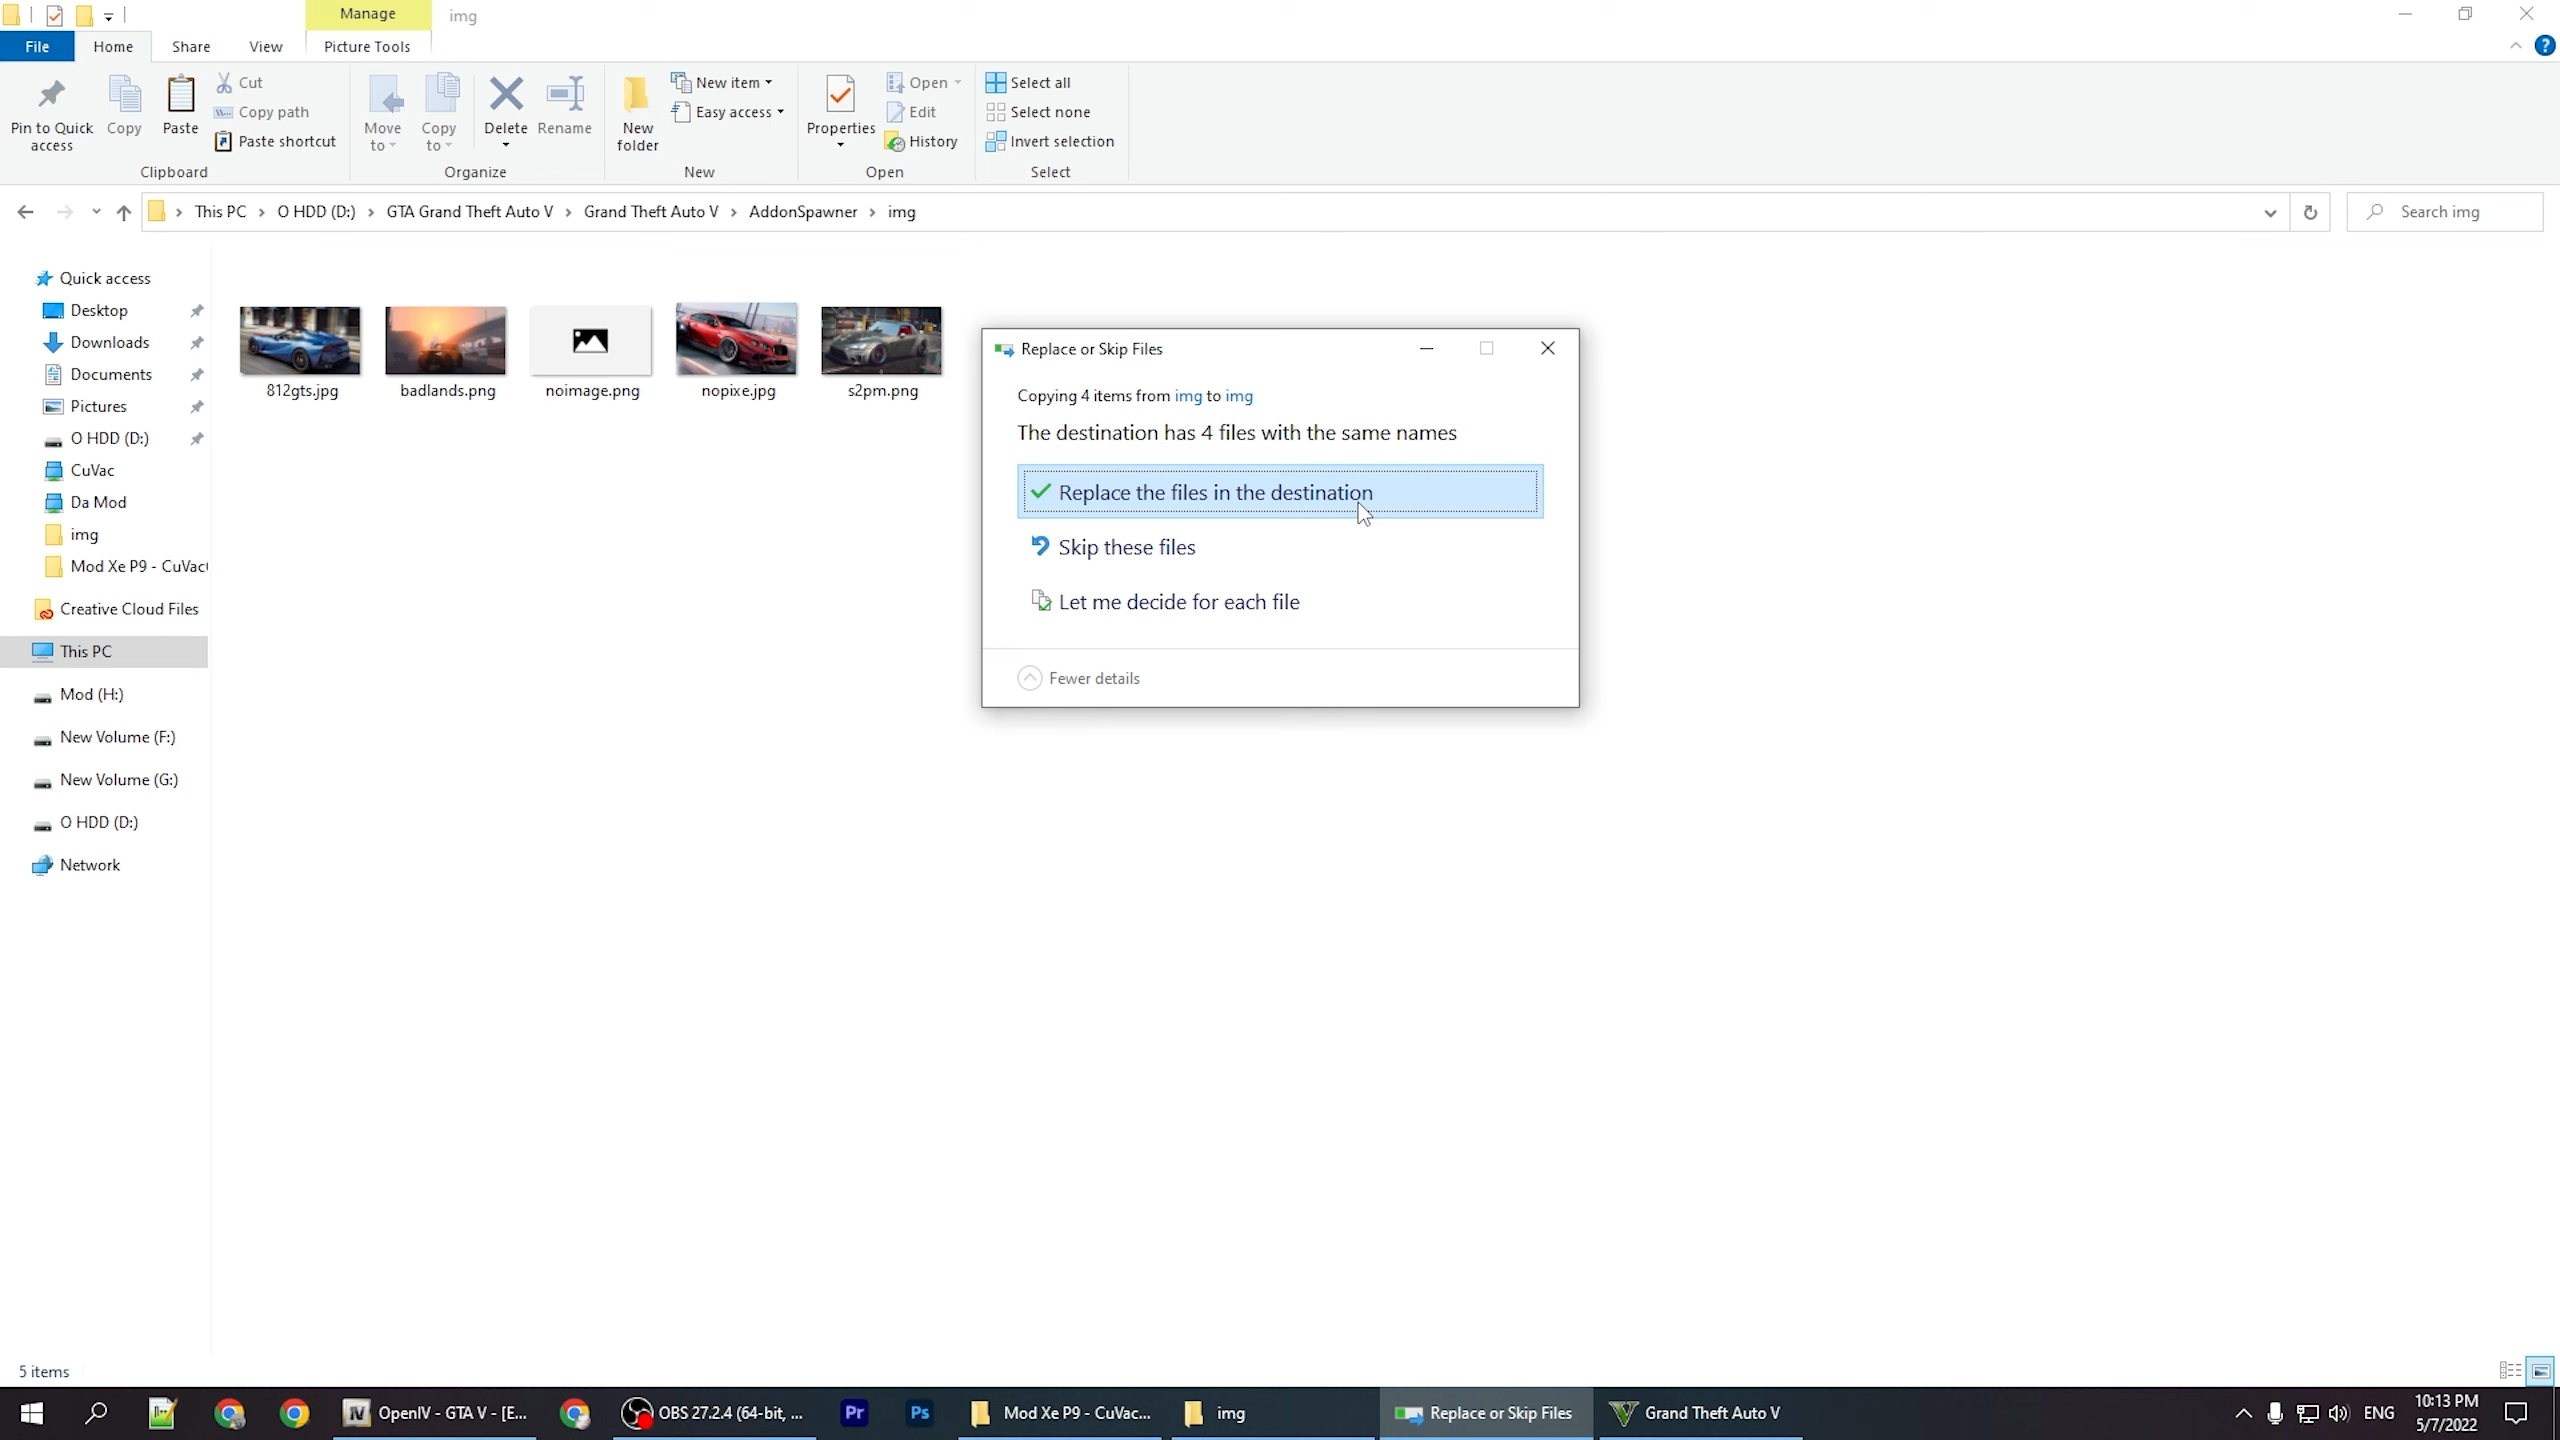 Manage
img
File
Home
Share
View
Picture Tools
Pin to Quick access
Copy
Paste
Cut
Copy path
Paste shortcut
Clipboard
Move to
Copy to
Delete
Rename
Organize
New folder
New item
Easy access
New
Properties
Open
Edit
History
Open
Select all
Select none
Invert selection
Select
This PC > O HDD (D:) > GTA Grand Theft Auto V > Grand Theft Auto V > AddonSpawner > img
Search img
Quick access
Desktop
Downloads
Documents
Pictures
O HDD (D:)
CuVac
Da Mod
img
Mod Xe P9 - CuVac
Creative Cloud Files
This PC
Mod (H:)
New Volume (F:)
New Volume (G:)
O HDD (D:)
Network
812gts.jpg
badlands.png
noimage.png
nopixe.jpg
s2pm.png
Replace or Skip Files
Copying 4 items from img to img
The destination has 4 files with the same names
Replace the files in the destination
Skip these files
Let me decide for each file
Fewer details
5 items
OpenIV - GTA V - [E...
OBS 27.2.4 (64-bit, ...
Pr
Ps
Mod Xe P9 - CuVac...
img
Replace or Skip Files
Grand Theft Auto V
ENG
10:13 PM
5/7/2022